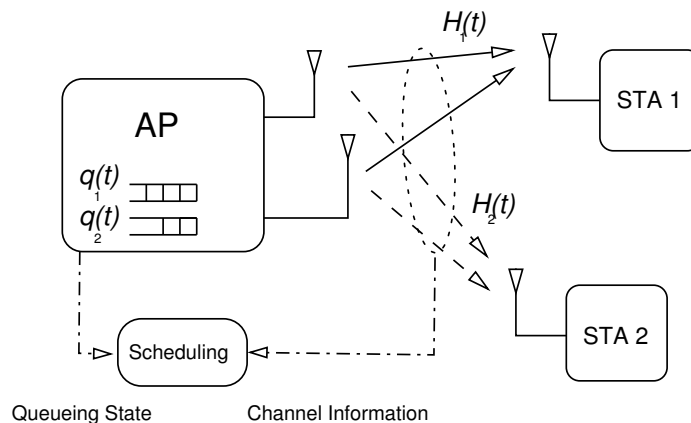 H₁(t)
STA 1
AP
q₁(t)
q₂(t)
H₂(t)
STA 2
Scheduling
Queueing State
Channel Information